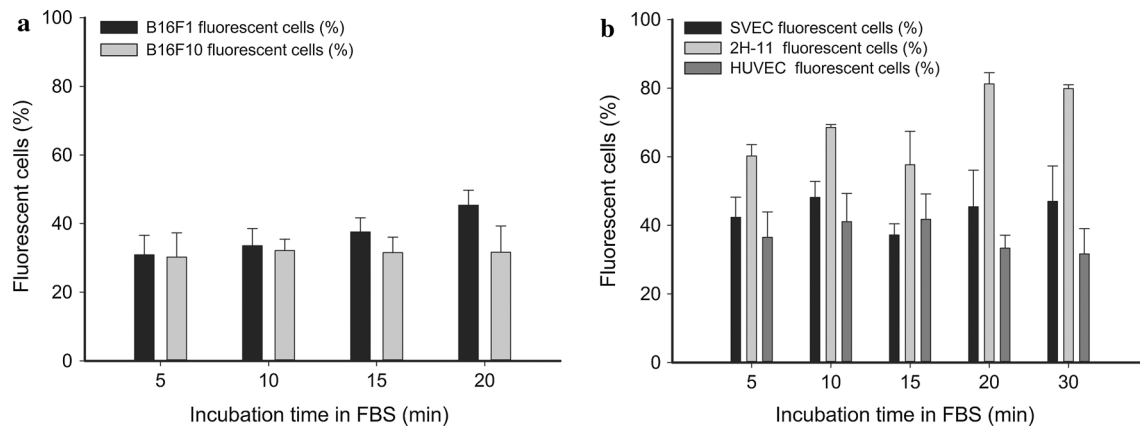 a
B16F1 fluorescent cells (%)
B16F10 fluorescent cells (%)
Fluorescent cells (%)
100
80
60
40
20
0
5 10 15 20
Incubation time in FBS (min)
b
SVEC fluorescent cells (%)
2H-11 fluorescent cells (%)
HUVEC fluorescent cells (%)
Fluorescent cells (%)
100
80
60
40
20
0
5 10 15 20 30
Incubation time in FBS (min)